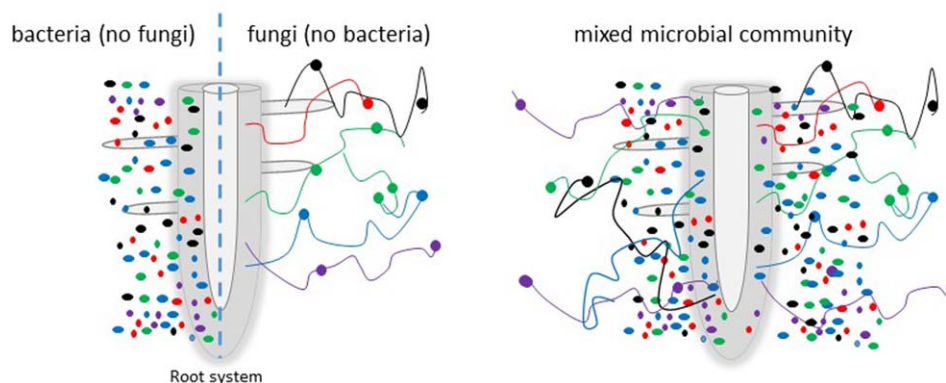 bacteria (no fungi)
fungi (no bacteria)
mixed microbial community
Root system